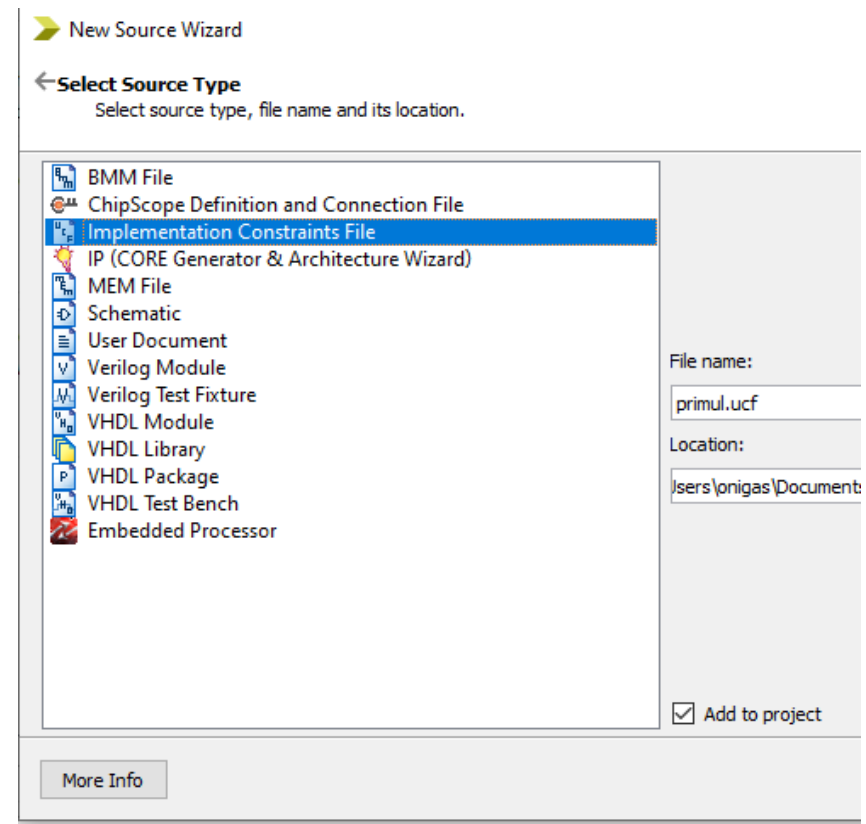 New Source Wizard
Select Source Type
Select source type, file name and its location.
BMM File
ChipScope Definition and Connection File
Implementation Constraints File
IP (CORE Generator & Architecture Wizard)
MEM File
Schematic
User Document
Verilog Module
Verilog Test Fixture
VHDL Module
VHDL Library
VHDL Package
VHDL Test Bench
Embedded Processor
File name:
primul.ucf
Location:
Jsers\onigas\Documents
Add to project
More Info